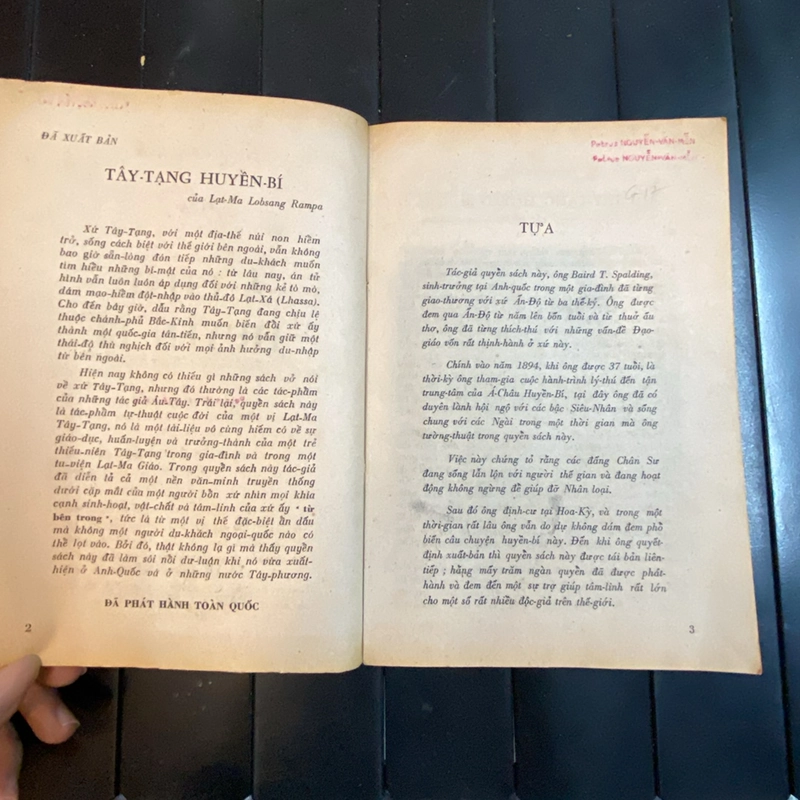 ĐÃ XUẤT BẢN
TÂY-TẠNG HUYỀN-BÍ
của Lạt-Ma Lobsang Rampa
Xứ Tây-Tạng, với một địa-thế núi non hiểm
trở, sống cách biệt với thế giới bên ngoài, vẫn không
bao giờ sẵn-lòng đón tiếp những du-khách muốn
tìm hiểu những bí-mật của nó : từ lâu nay, án tử
hình vẫn luôn luôn áp dụng đối với những kẻ tò mò,
dám mạo-hiểm đột-nhập vào thủ-đô Lạt-Xá (Lhassa).
Cho đến bây giờ, dẫu rằng Tây-Tạng đang chịu lệ
thuộc chánh-phủ Bắc-Kinh muốn biến đổi xứ ấy
thành một quốc-gia tân-tiến, nhưng nó vẫn giữ một
thái-độ thù nghịch đối với mọi ảnh hưởng du-nhập
từ bên ngoài.
Hiện nay không có thiếu gì những sách vở nói
về xứ Tây-Tạng, nhưng đó thường là các tác-phẩm
của những tác giả Âu-Tây. Trái lại, quyển sách này
là tác-phẩm tự-thuật cuộc đời của một vị Lạt-Ma
Tây-Tạng, nó là một tài-liệu vô cùng hiếm có về sự
giáo-dục, huấn-luyện và trưởng-thành của một trẻ
thiếu-niên Tây-Tạng trong gia-đình và trong một
tu-viện Lạt-Ma Giáo. Trong quyển sách này tác-giả
đã diễn tả cả một nền văn-minh truyền thống
dưới cặp mắt của một người bổn xứ nhìn mọi khía
cạnh sinh-hoạt, vật-chất và tâm-linh của xứ ấy " từ
bên trong ", tức là từ một vị thế đặc-biệt ẩn dấu
mà không một người du-khách ngoại-quốc nào có
thể lọt vào. Bởi đó, thật không lạ gì mà thấy quyển
sách này đã làm sôi nổi dư-luận khi nó vừa xuất-
hiện ở Anh-Quốc và ở những nước Tây-phương.
ĐÃ PHÁT HÀNH TOÀN QUỐC
2
Petrus NGUYỄN-VĂN-MỄN
Petrus NGUYỄN-VĂN-MỄN
G17
TỰA
Tác-giả quyển sách này, ông Baird T. Spalding,
sinh-trưởng tại Anh-quốc trong một gia-đình đã từng
giao-thương với xứ Ấn-Độ từ ba thế-kỷ. Ông được
đem qua Ấn-Độ từ năm lên bốn tuổi và từ thuở ấu
thơ, ông đã từng thích-thú với những vấn-đề Đạo-
giáo vốn rất thịnh-hành ở xứ này.
Chính vào năm 1894, khi ông được 37 tuổi, là
thời-kỳ ông tham-gia cuộc hành-trình lý-thú đến tận
trung-tâm của Á-Châu Huyền-Bí, tại đây ông đã có
duyên lành hội ngộ với các bậc Siêu-Nhân và sống
chung với các Ngài trong một thời gian mà ông
tường-thuật trong quyển sách này.
Việc này chứng tỏ rằng các đấng Chân Sư
đang sống lẫn lộn với người thế gian và đang hoạt
động không ngừng để giúp đỡ Nhân loại.
Sau đó ông định-cư tại Hoa-Kỳ, và trong một
thời-gian rất lâu ông vẫn do dự không dám đem phổ
biến câu chuyện huyền-bí này. Đến khi ông quyết-
định xuất-bản thì quyển sách này được tái bản liên-
tiếp ; hằng mấy trăm ngàn quyển đã được phát-
hành và đem đến một sự trợ giúp tâm-linh rất lớn
cho một số rất nhiều độc-giả trên thế-giới.
3